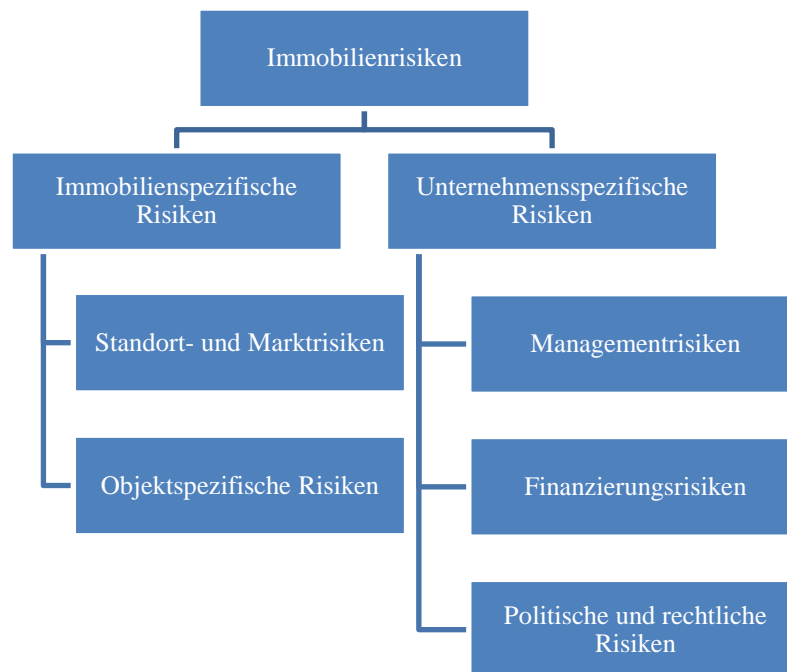 Immobilienrisiken
Immobilienspezifische
Risiken
Standort- und Marktrisiken
Objektspezifische Risiken
Unternehmensspezifische
Risiken
Managementrisiken
Finanzierungsrisiken
Politische und rechtliche
Risiken